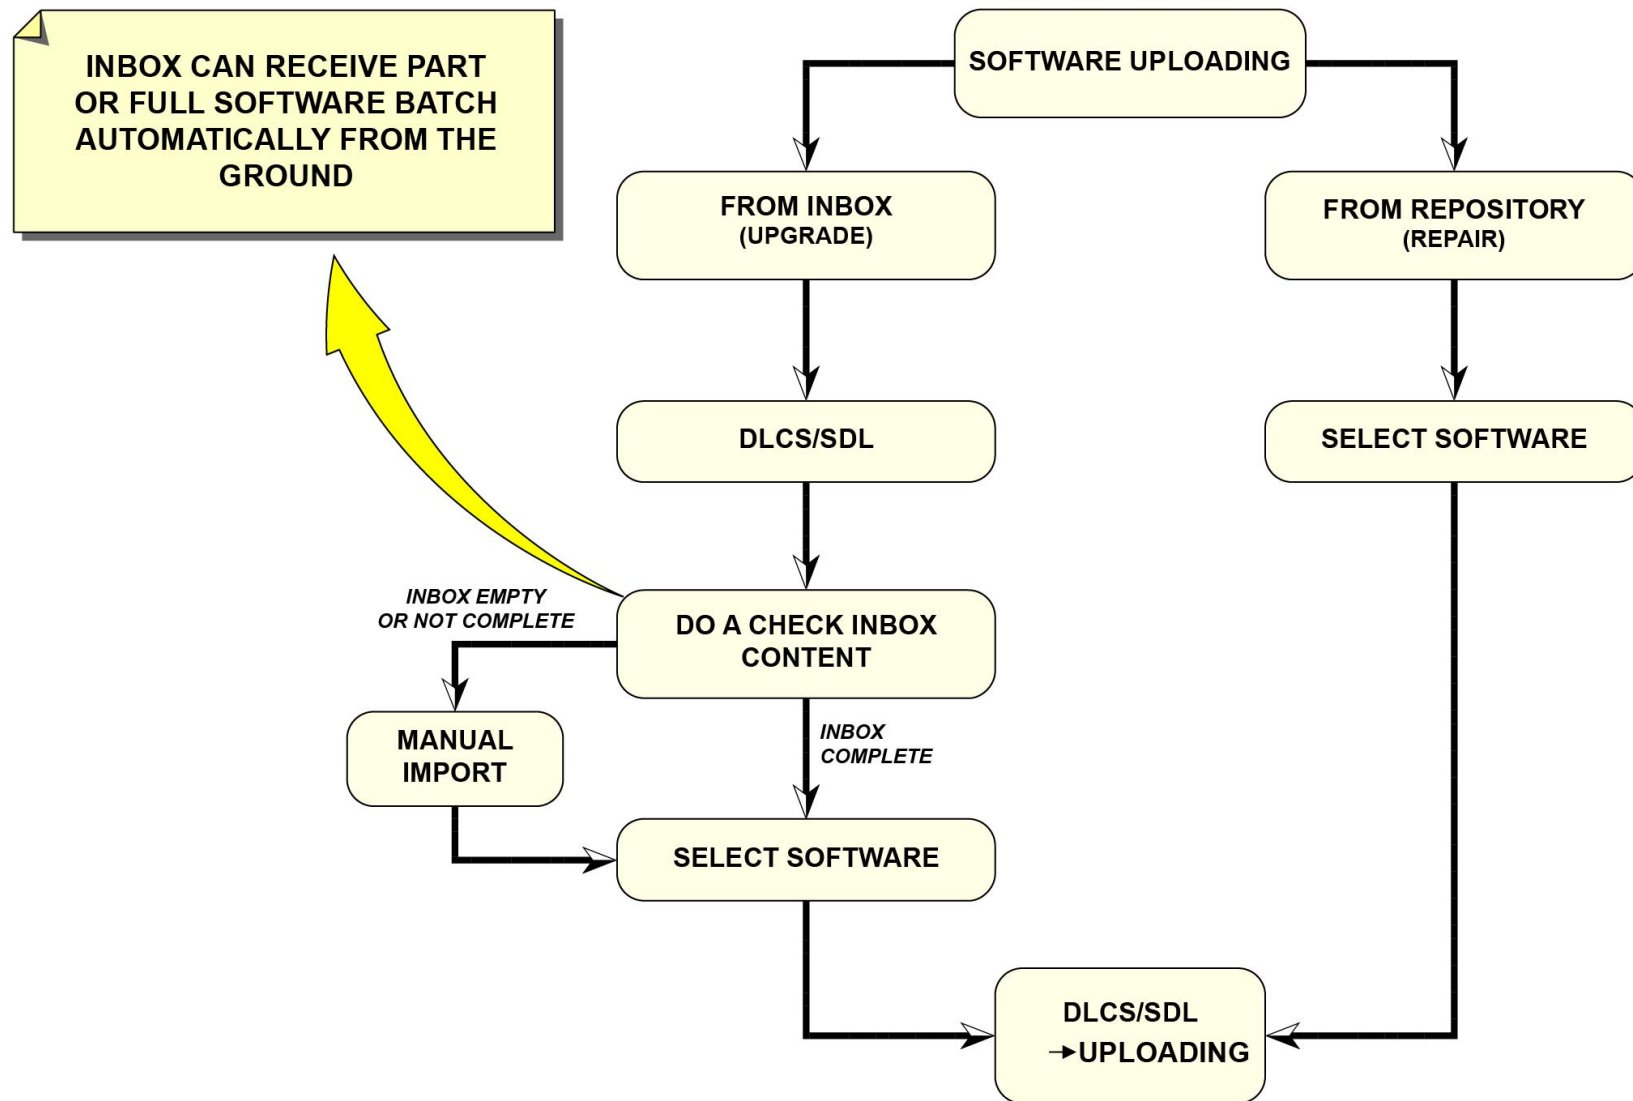 INBOX CAN RECEIVE PART
OR FULL SOFTWARE BATCH
AUTOMATICALLY FROM THE
GROUND
SOFTWARE UPLOADING
FROM INBOX
(UPGRADE)
FROM REPOSITORY
(REPAIR)
DLCS/SDL
SELECT SOFTWARE
INBOX EMPTY
OR NOT COMPLETE
DO A CHECK INBOX
CONTENT
MANUAL
IMPORT
INBOX
COMPLETE
SELECT SOFTWARE
DLCS/SDL
→UPLOADING